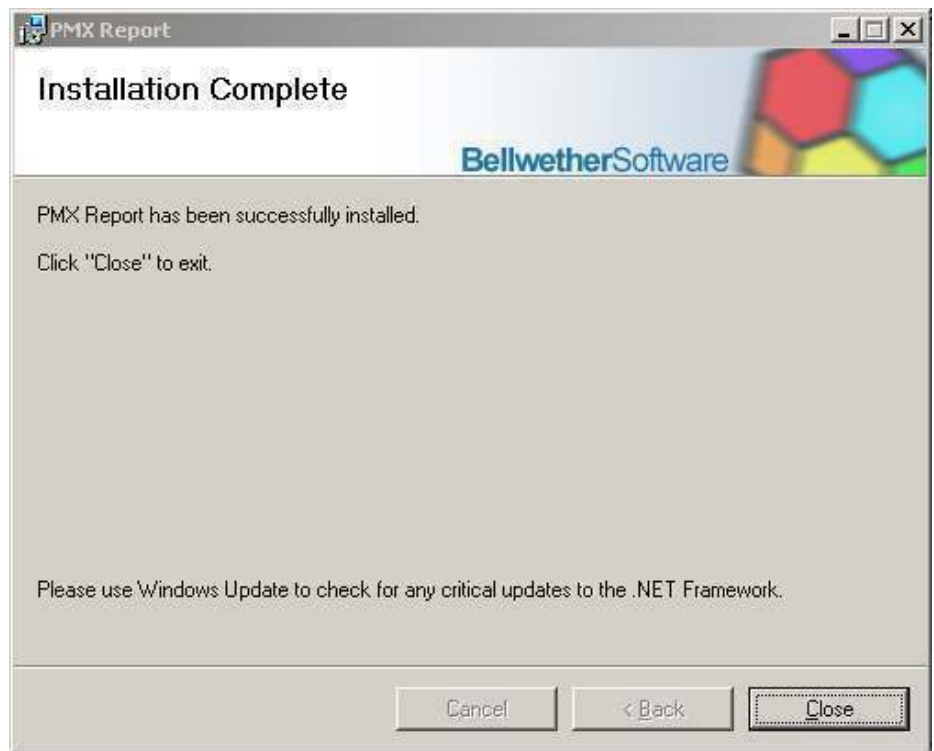 PMX Report
Installation Complete
BellwetherSoftware
PMX Report has been successfully installed.
Click "Close" to exit.
Please use Windows Update to check for any critical updates to the .NET Framework.
Cancel
< Back
Close